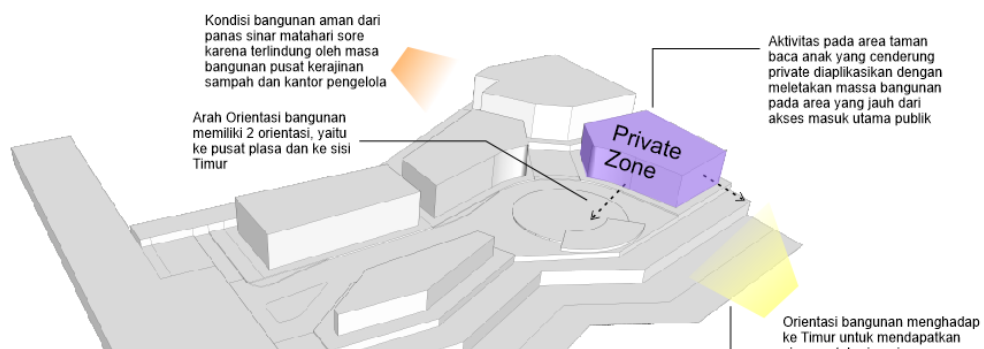 Kondisi bangunan aman dari
panas sinar matahari sore
karena terlindung oleh masa
bangunan pusat kerajinan
sampah dan kantor pengelola
Arah Orientasi bangunan
memiliki 2 orientasi, yaitu
ke pusat plasa dan ke sisi
Timur
Private
Zone
Aktivitas pada area taman
baca anak yang cenderung
private diaplikasikan dengan
meletakan massa bangunan
pada area yang jauh dari
akses masuk utama publik
Orientasi bangunan menghadap
ke Timur untuk mendapatkan